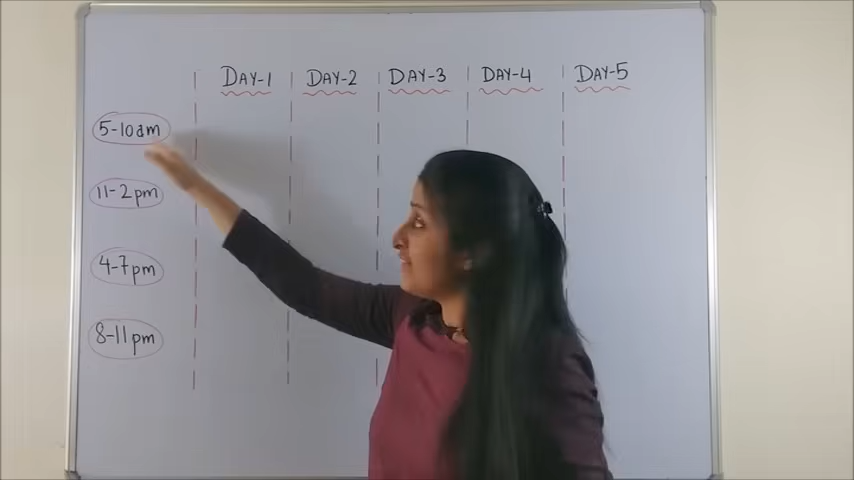 DAY-1 DAY-2 DAY-3 DAY-4 DAY-5
5-10am
11-2pm
4-7pm
8-11pm